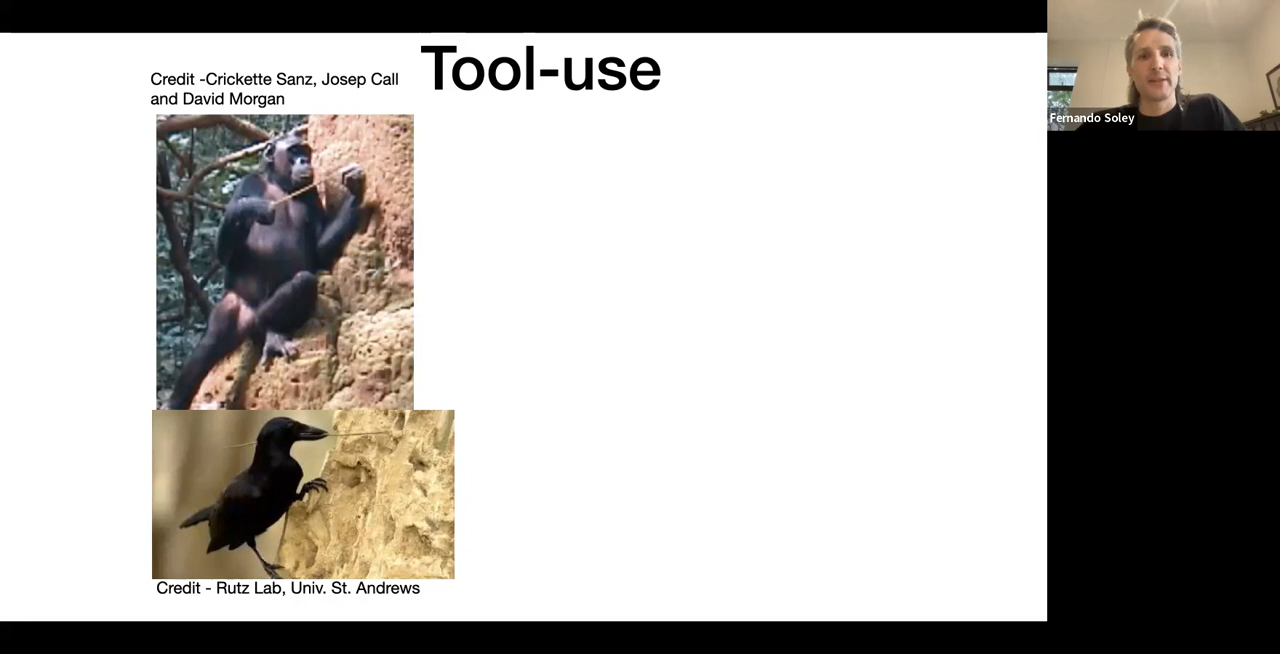 Tool-use
Credit -Crickette Sanz, Josep Call
and David Morgan
Credit - Rutz Lab, Univ. St. Andrews
Fernando Soley